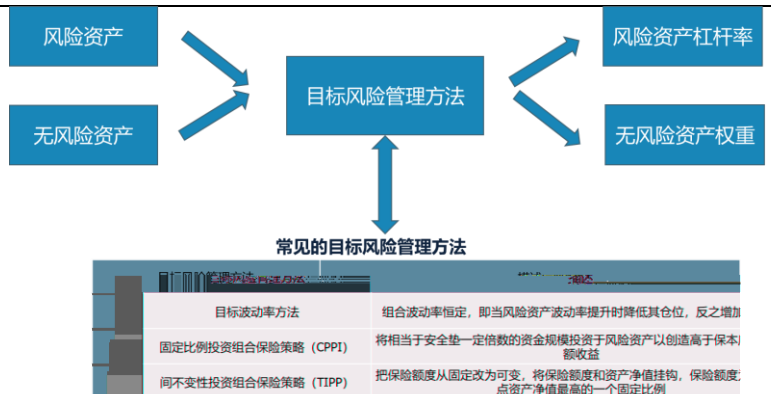 风险资产
风险资产杠杆率
目标风险管理方法
无风险资产
无风险资产权重
常见的目标风险管理方法
目标风险管理方法
目标波动率方法
组合波动率恒定，即当风险资产波动率提升时降低其仓位，反之增加
固定比例投资组合保险策略（CPPI）
将相当于安全垫一定倍数的资金规模投资于风险资产以创造高于保本
额收益
间不变性投资组合保险策略（TIPP）
把保险额度从固定改为可变，将保险额度和资产净值挂钩，保险额度
点资产净值最高的一个固定比例